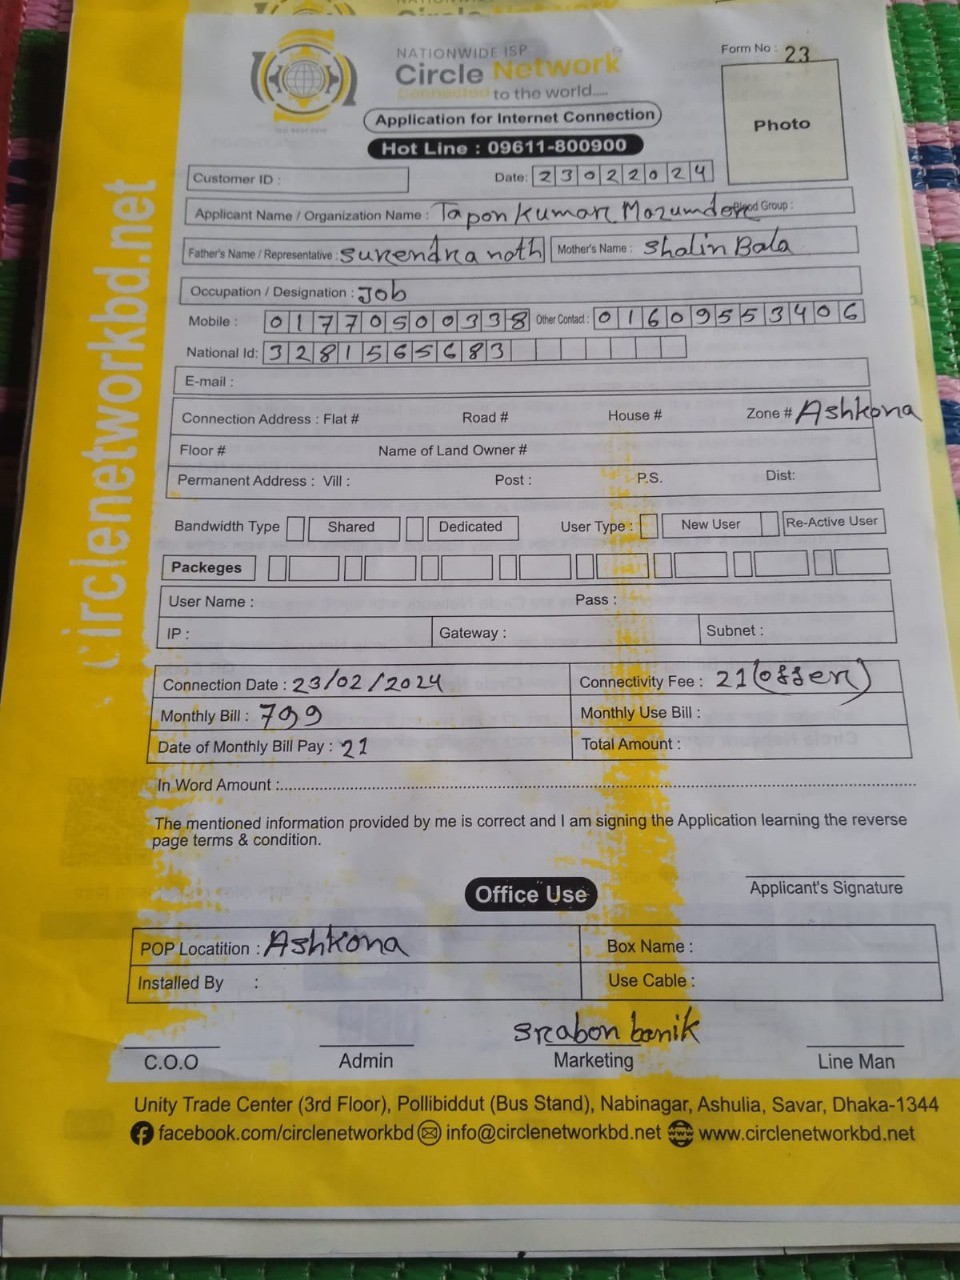 NATIONWIDE ISP
Circle Network
Connected to the world.....
Form No : 23
Application for Internet Connection
Hot Line : 09611-800900
Photo
Customer ID :
Date: 23022024
Applicant Name / Organization Name : Tapon Kumar Mozumder Blood Group :
Father's Name / Representative : Surendra nath Mother's Name : Shalin Bala
Occupation / Designation : Job
Mobile : 01770500338 Other Contact : 01609553406
National Id: 3281565683
E-mail :
Connection Address : Flat # Road # House # Zone # Ashkona
Floor # Name of Land Owner #
Permanent Address : Vill : Post : P.S. Dist:
Bandwidth Type Shared Dedicated User Type : New User Re-Active User
Packeges
User Name : Pass :
IP : Gateway : Subnet :
Connection Date : 23/02/2024 Connectivity Fee : 21 (offer)
Monthly Bill : 799 Monthly Use Bill :
Date of Monthly Bill Pay : 21 Total Amount :
In Word Amount :
The mentioned information provided by me is correct and I am signing the Application learning the reverse
page terms & condition.
Applicant's Signature
Office Use
POP Locatition : Ashkona Box Name :
Installed By : Use Cable :
Srabon banik
C.O.O Admin Marketing Line Man
Unity Trade Center (3rd Floor), Pollibiddut (Bus Stand), Nabinagar, Ashulia, Savar, Dhaka-1344
facebook.com/circlenetworkbd info@circlenetworkbd.net www.circlenetworkbd.net
circlenetworkbd.net